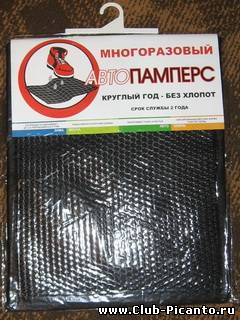 МНОГОРАЗОВЫЙ
АВТОПАМПЕРС
КРУГЛЫЙ ГОД - БЕЗ ХЛОПОТ
СРОК СЛУЖБЫ 2 ГОДА
www.Club-Picanto.ru